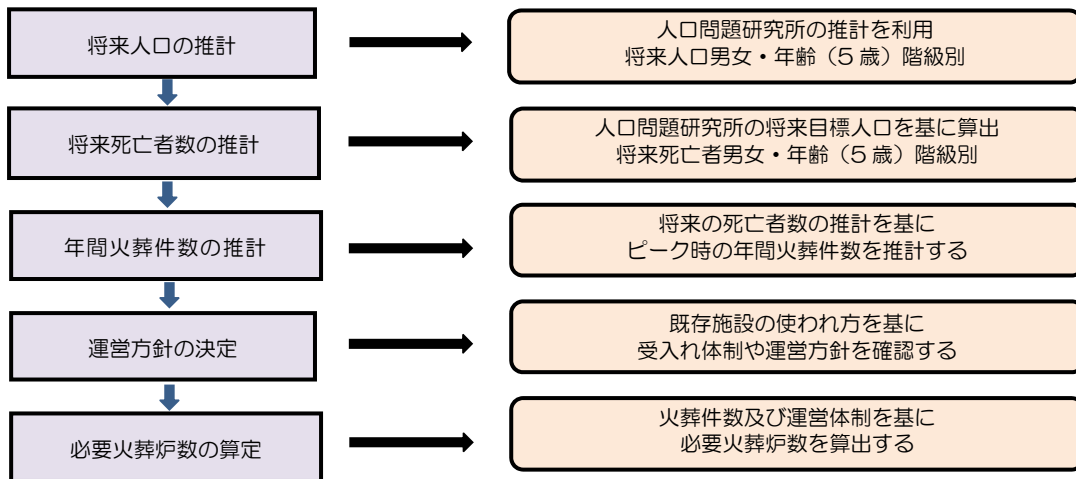 将来人口の推計
人口問題研究所の推計を利用
将来人口男女・年齢（5 歳）階級別
将来死亡者数の推計
人口問題研究所の将来目標人口を基に算出
将来死亡者男女・年齢（5 歳）階級別
年間火葬件数の推計
将来の死亡者数の推計を基に
ピーク時の年間火葬件数を推計する
運営方針の決定
既存施設の使われ方を基に
受入れ体制や運営方針を確認する
必要火葬炉数の算定
火葬件数及び運営体制を基に
必要火葬炉数を算出する